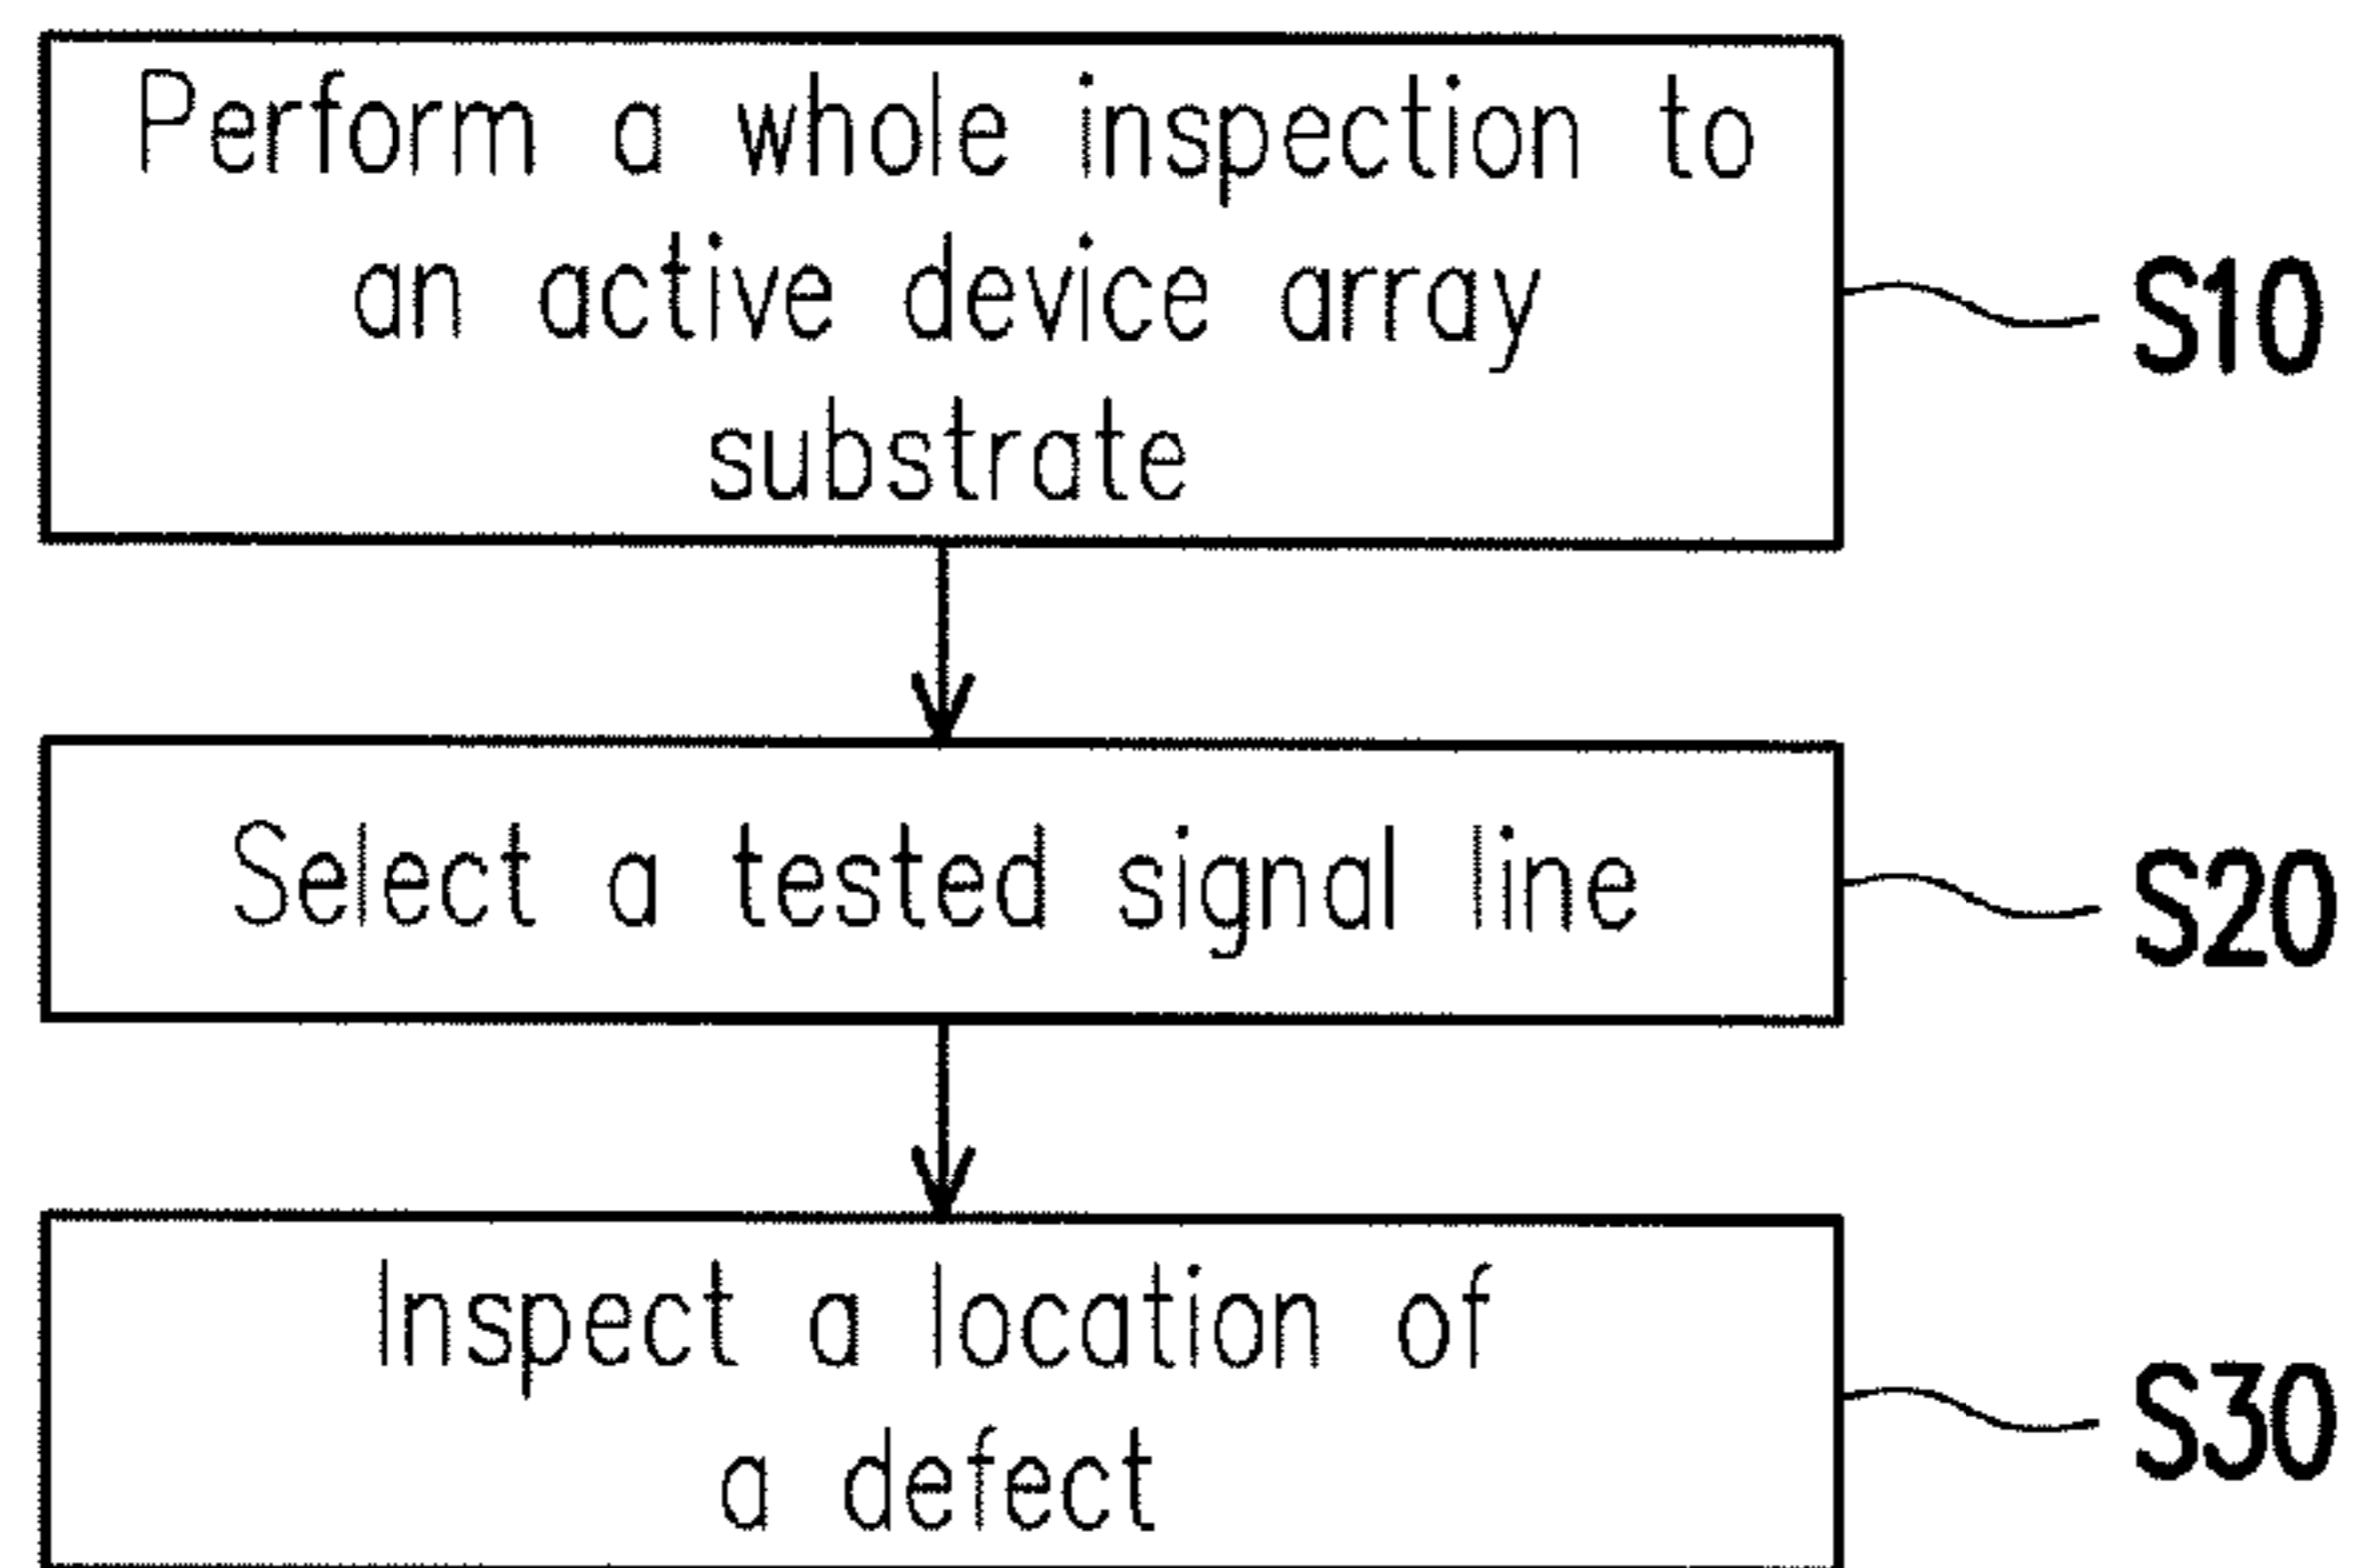 Perform a whole inspection to
an active device array
substrate
S10
Select a tested signal line
S20
Inspect a location of
a defect
S30